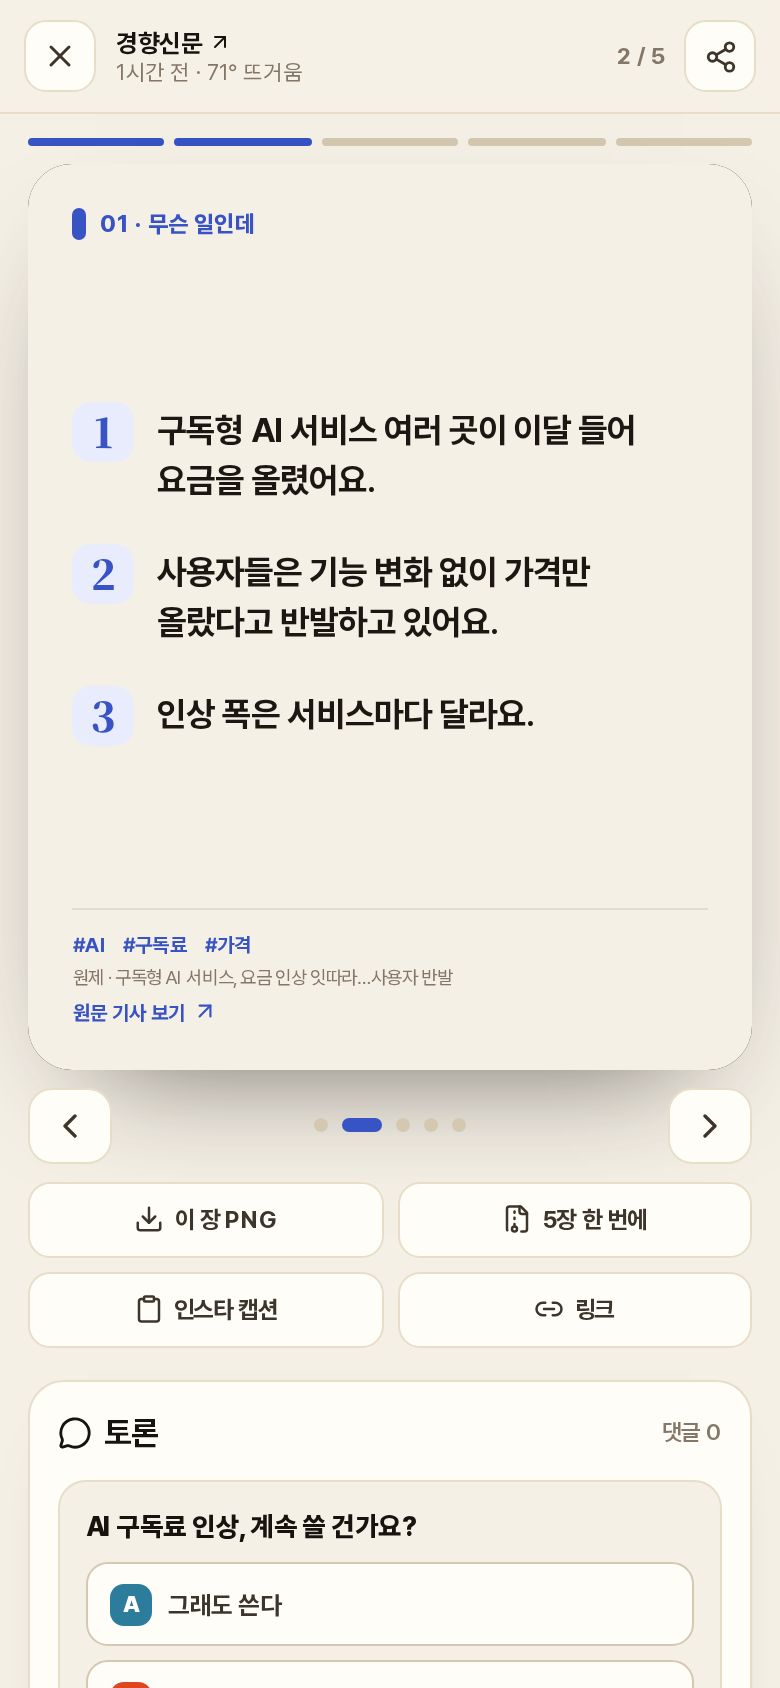 경향신문
1시간 전 · 71° 뜨거움
2 / 5
01 · 무슨 일인데
1 구독형 AI 서비스 여러 곳이 이달 들어
요금을 올렸어요.
2 사용자들은 기능 변화 없이 가격만
올랐다고 반발하고 있어요.
3 인상 폭은 서비스마다 달라요.
#AI #구독료 #가격
원제 · 구독형 AI 서비스, 요금 인상 잇따라…사용자 반발
원문 기사 보기
이 장 PNG
5장 한 번에
인스타 캡션
링크
토론
댓글 0
AI 구독료 인상, 계속 쓸 건가요?
A 그래도 쓴다